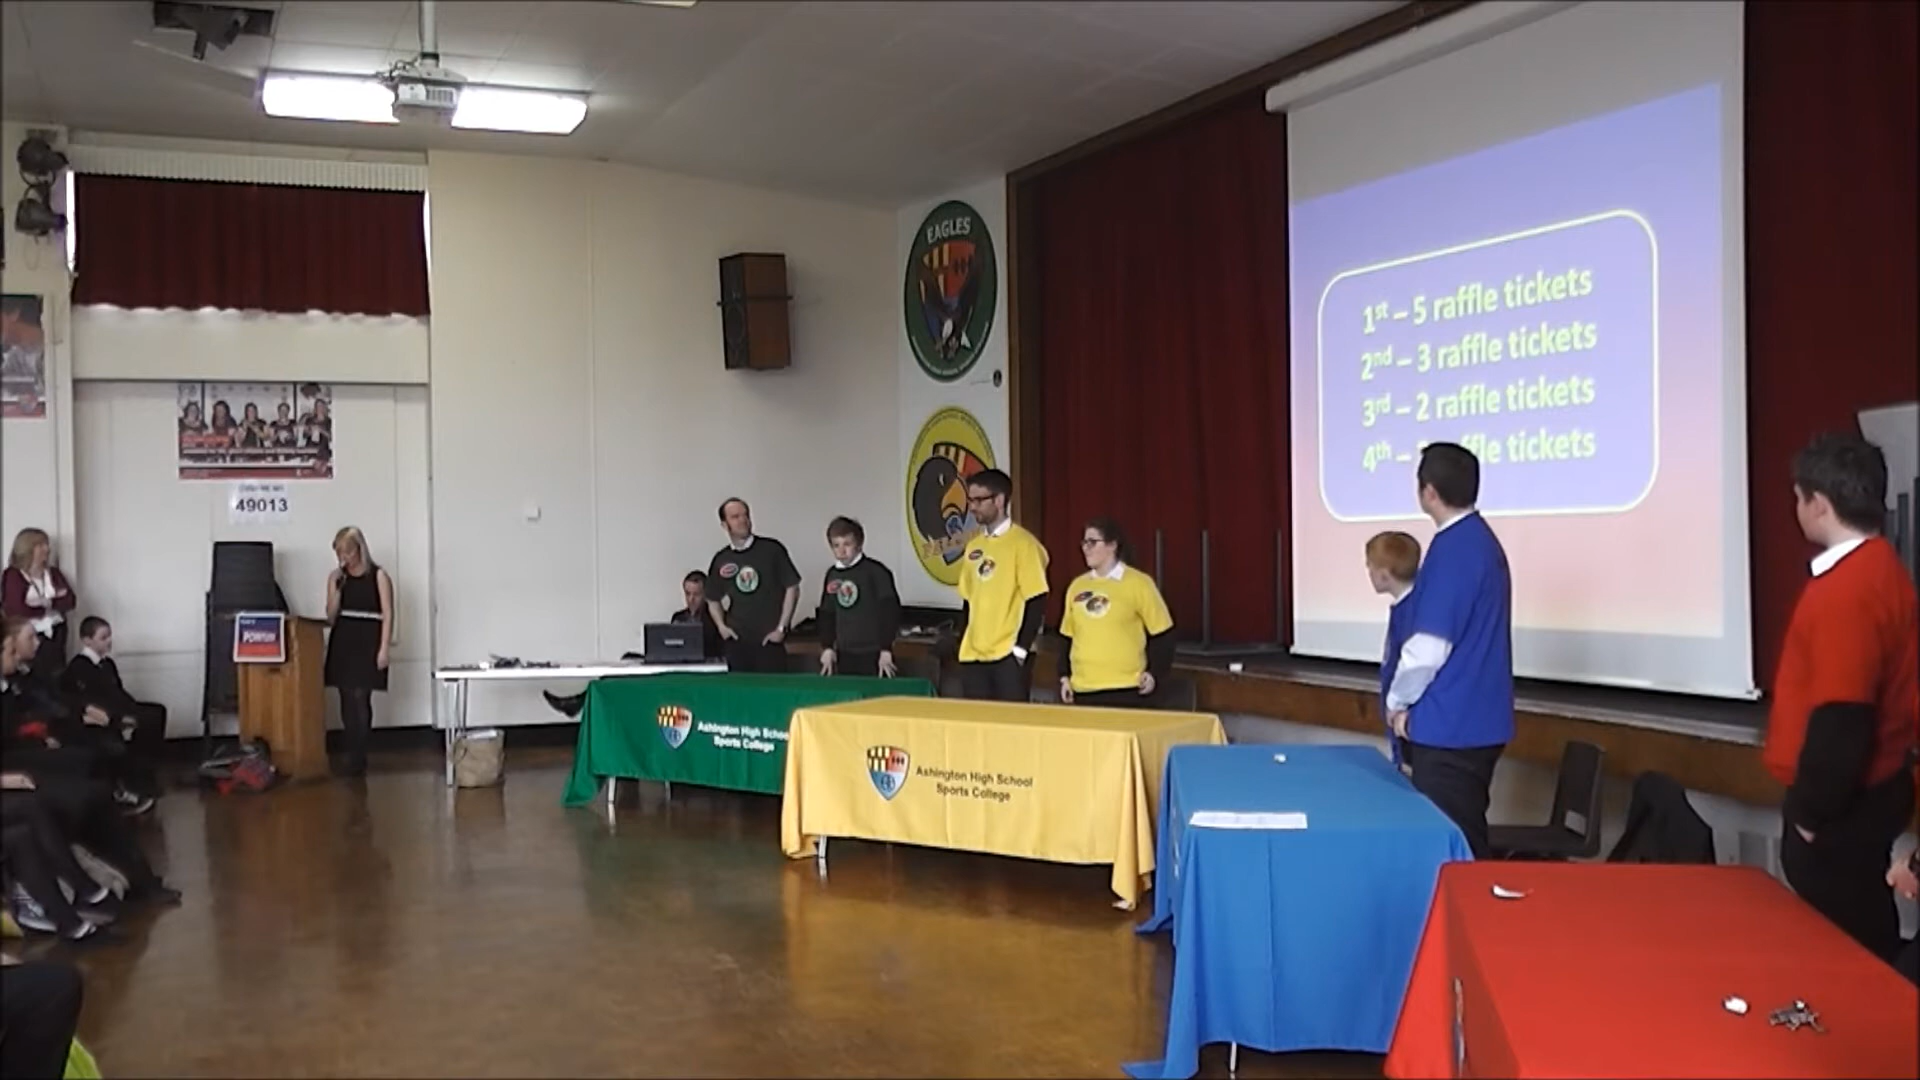 EAGLES
1st – 5 raffle tickets
2nd – 3 raffle tickets
3rd – 2 raffle tickets
4th – raffle tickets
49013
Ashington High School
Sports College
Ashington High School
Sports College